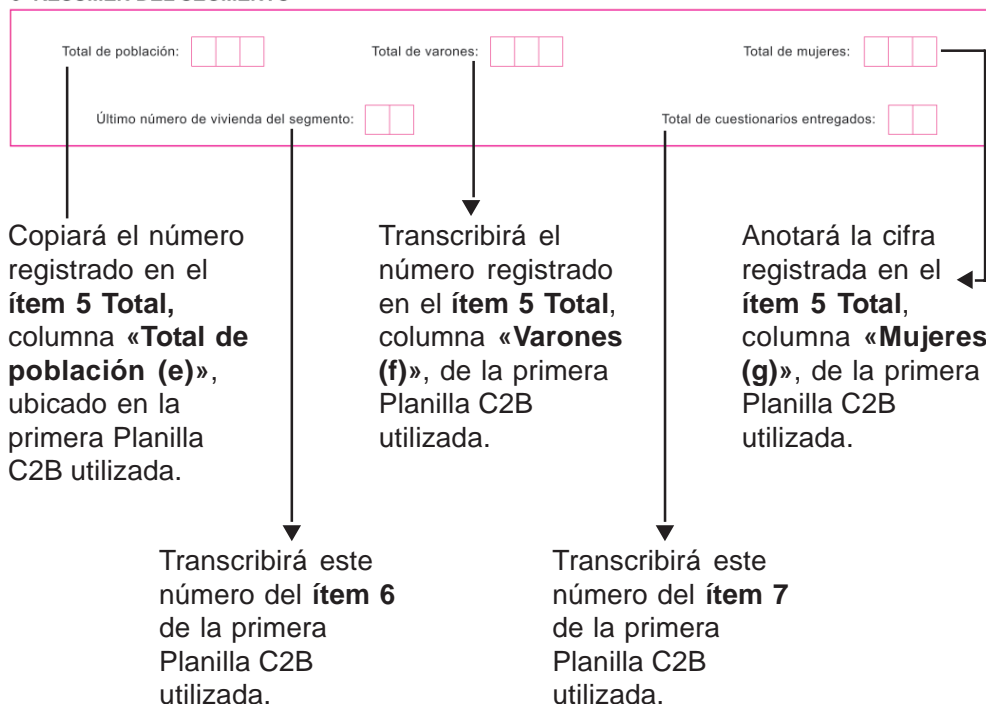 Total de población:
Total de varones:
Total de mujeres:
Último número de vivienda del segmento:
Total de cuestionarios entregados:
Copiará el número
registrado en el
ítem 5 Total,
columna «Total de
población (e)»,
ubicado en la
primera Planilla
C2B utilizada.
Transcribirá el
número registrado
en el ítem 5 Total,
columna «Varones
(f)», de la primera
Planilla C2B
utilizada.
Anotará la cifra
registrada en el
ítem 5 Total,
columna «Mujeres
(g)», de la primera
Planilla C2B
utilizada.
Transcribirá este
número del ítem 6
de la primera
Planilla C2B
utilizada.
Transcribirá este
número del ítem 7
de la primera
Planilla C2B
utilizada.